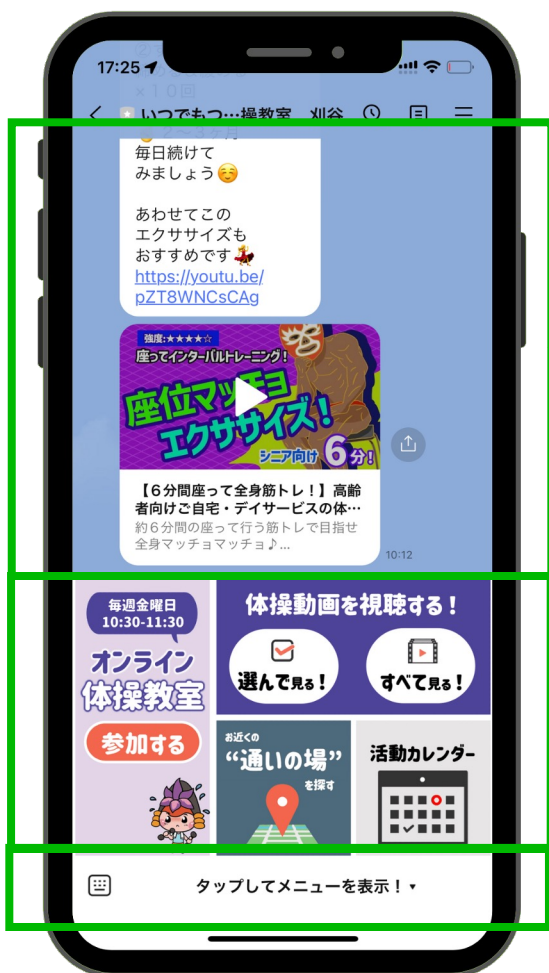 17:25
×10回
いつでもつ…操教室 刈谷
2〜3ヶ月
毎日続けて
みましょう☺️
あわせてこの
エクササイズも
おすすめです💃
https://youtu.be/
pZT8WNCsCAg
強度:★★★★☆
座ってインターバルトレーニング!
座位マッチョ
エクササイズ!
シニア向け 6分!
【6分間座って全身筋トレ!】高齢
者向けご自宅・デイサービスの体…
約6分間の座って行う筋トレで目指せ
全身マッチョマッチョ♪...
10:12
毎週金曜日
10:30-11:30
オンライン
体操教室
参加する
体操動画を視聴する!
選んで見る!
すべて見る!
お近くの
“通いの場”
を探す
活動カレンダー
タップしてメニューを表示!▾